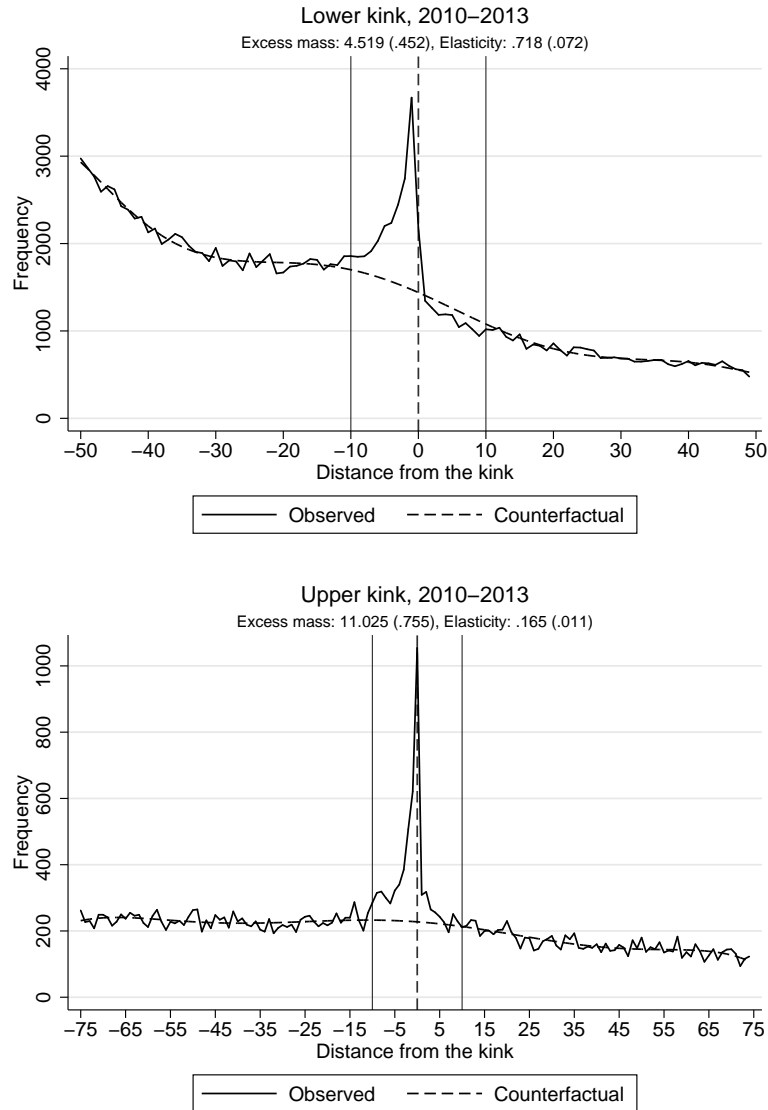 Lower kink, 2010−2013
Excess mass: 4.519 (.452), Elasticity: .718 (.072)
4000
3000
2000
1000
0
Frequency
−50 −40 −30 −20 −10 0 10 20 30 40 50
Distance from the kink
Observed Counterfactual
Upper kink, 2010−2013
Excess mass: 11.025 (.755), Elasticity: .165 (.011)
1000
800
600
400
200
0
Frequency
−75 −65 −55 −45 −35 −25 −15 −5 5 15 25 35 45 55 65 75
Distance from the kink
Observed Counterfactual